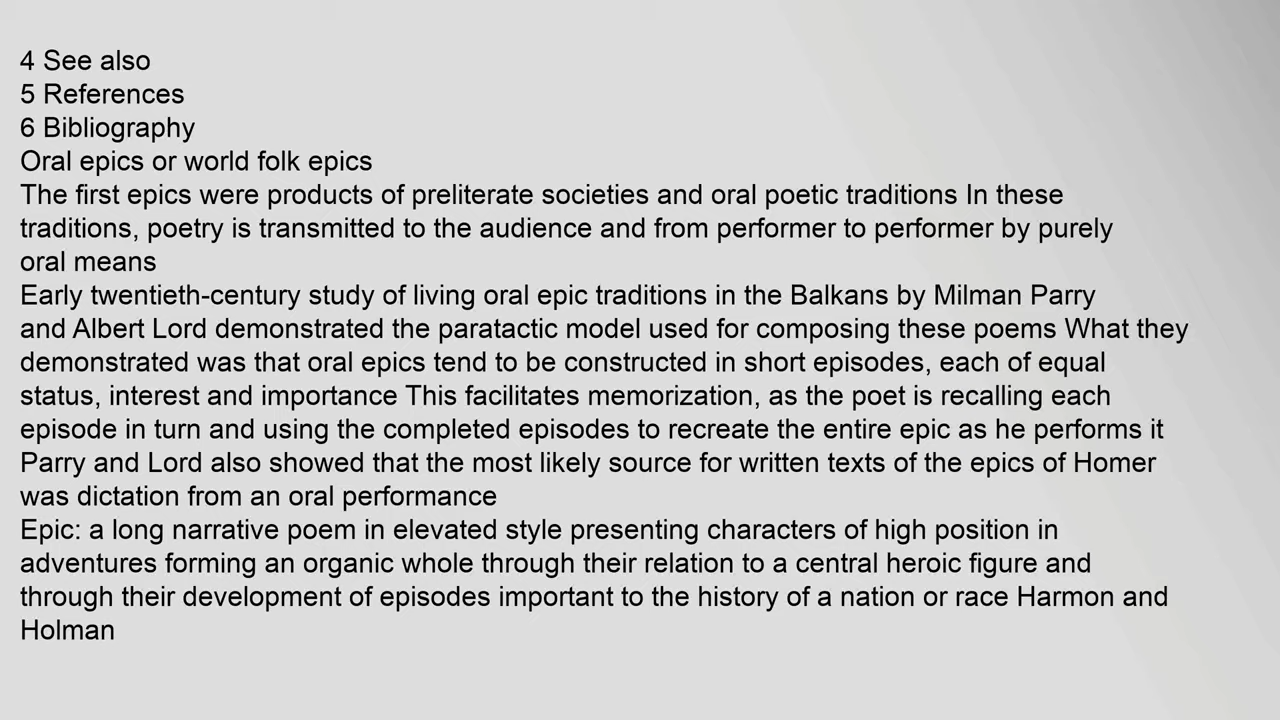 4 See also
5 References
6 Bibliography
Oral epics or world folk epics
The first epics were products of preliterate societies and oral poetic traditions In these
traditions, poetry is transmitted to the audience and from performer to performer by purely
oral means
Early twentieth-century study of living oral epic traditions in the Balkans by Milman Parry
and Albert Lord demonstrated the paratactic model used for composing these poems What they
demonstrated was that oral epics tend to be constructed in short episodes, each of equal
status, interest and importance This facilitates memorization, as the poet is recalling each
episode in turn and using the completed episodes to recreate the entire epic as he performs it
Parry and Lord also showed that the most likely source for written texts of the epics of Homer
was dictation from an oral performance
Epic: a long narrative poem in elevated style presenting characters of high position in
adventures forming an organic whole through their relation to a central heroic figure and
through their development of episodes important to the history of a nation or race Harmon and
Holman